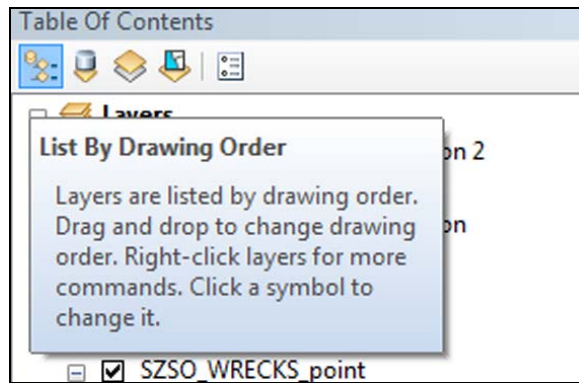 Table Of Contents
Layers
List By Drawing Order
on 2
Layers are listed by drawing order.
Drag and drop to change drawing
on
order. Right-click layers for more
commands. Click a symbol to
change it.
SZSO_WRECKS_point